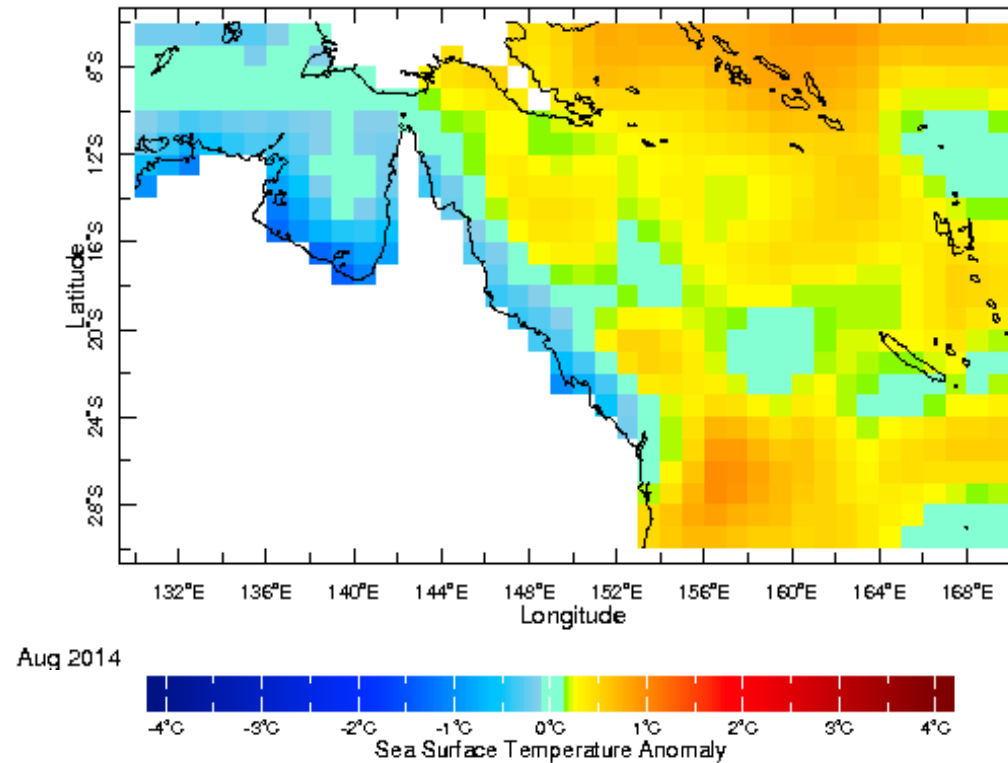 8°S
12°S
16°S
20°S
24°S
28°S
Latitude
132°E 136°E 140°E 144°E 148°E 152°E 156°E 160°E 164°E 168°E
Longitude
Aug 2014
-4°C -3°C -2°C -1°C 0°C 1°C 2°C 3°C 4°C
Sea Surface Temperature Anomaly